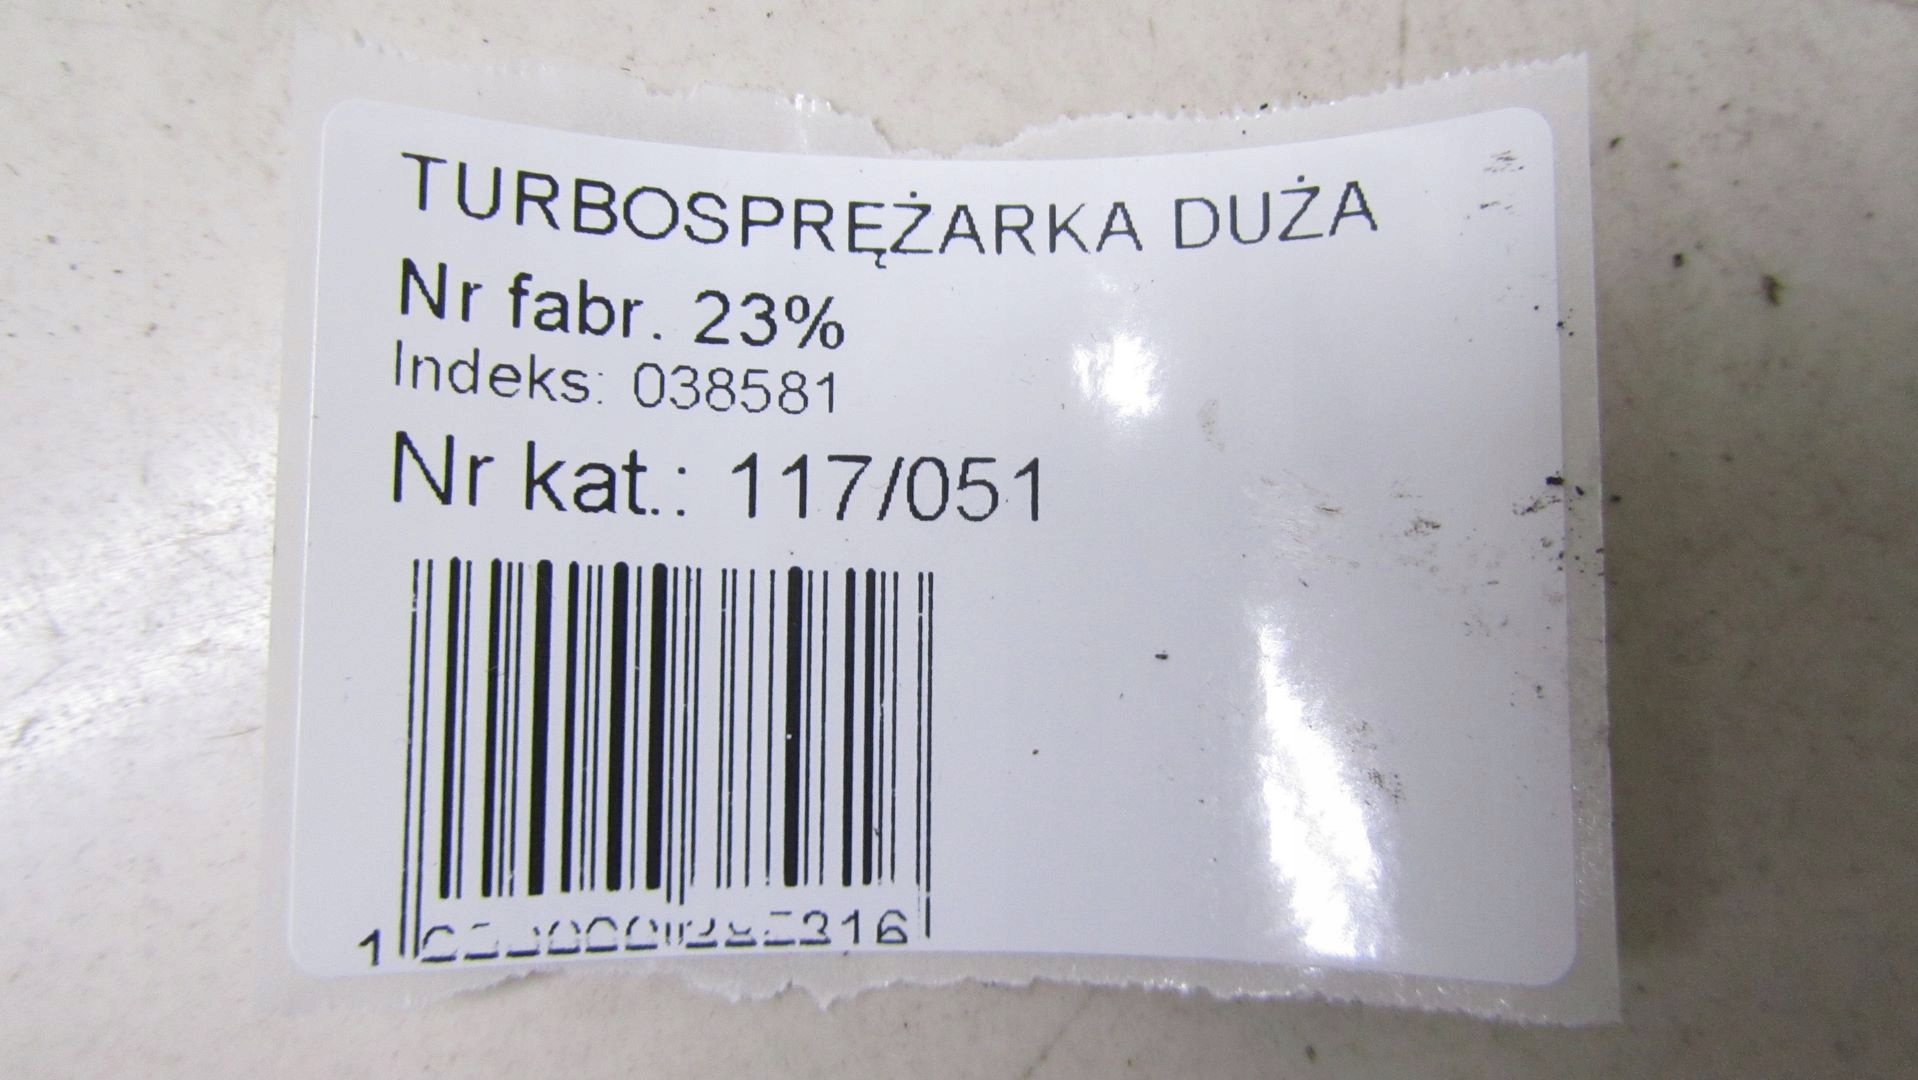 TURBOSPRĘŻARKA DUŻA
Nr fabr. 23%
Indeks: 038581
Nr kat.: 117/051